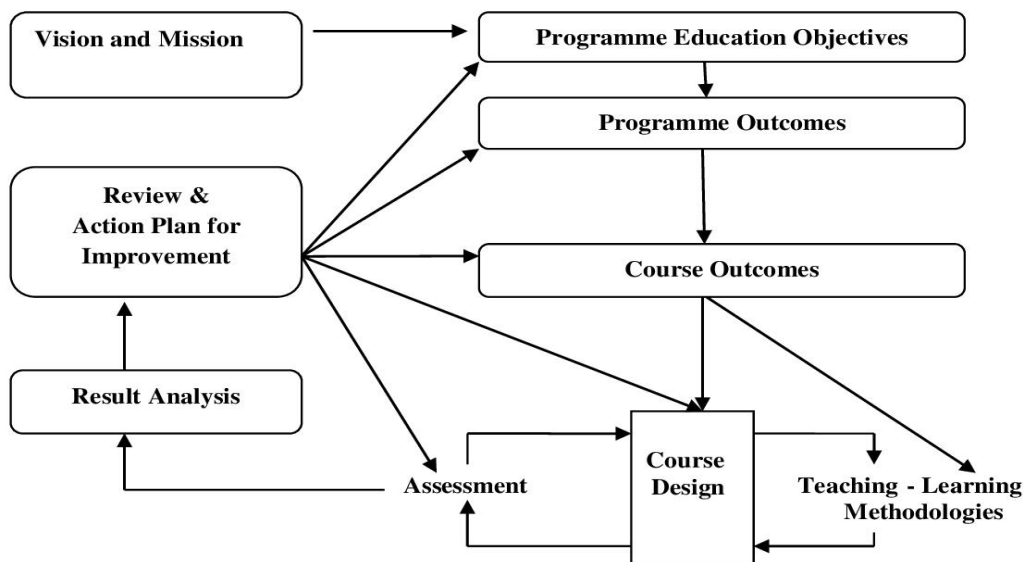 Vision and Mission
Programme Education Objectives
Programme Outcomes
Review &
Action Plan for
Improvement
Course Outcomes
Result Analysis
Assessment
Course
Design
Teaching - Learning
Methodologies